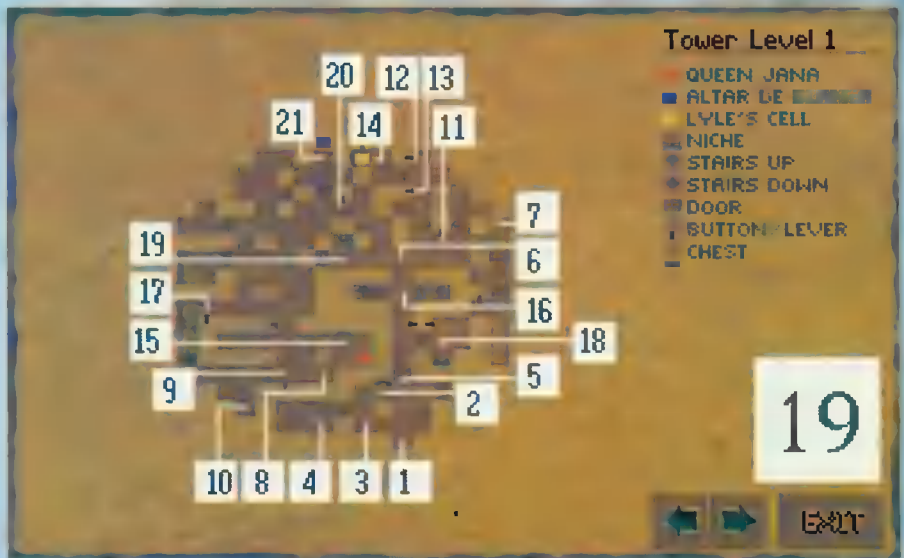 Tower Level 1
QUEEN JANA
ALTAR DE
LYLE'S CELL
NICHE
STAIRS UP
STAIRS DOWN
DOOR
BUTTON/LEVER
CHEST
20
12
13
21
14
11
7
19
6
17
16
15
18
9
5
2
10
8
4
3
1
19
EXIT